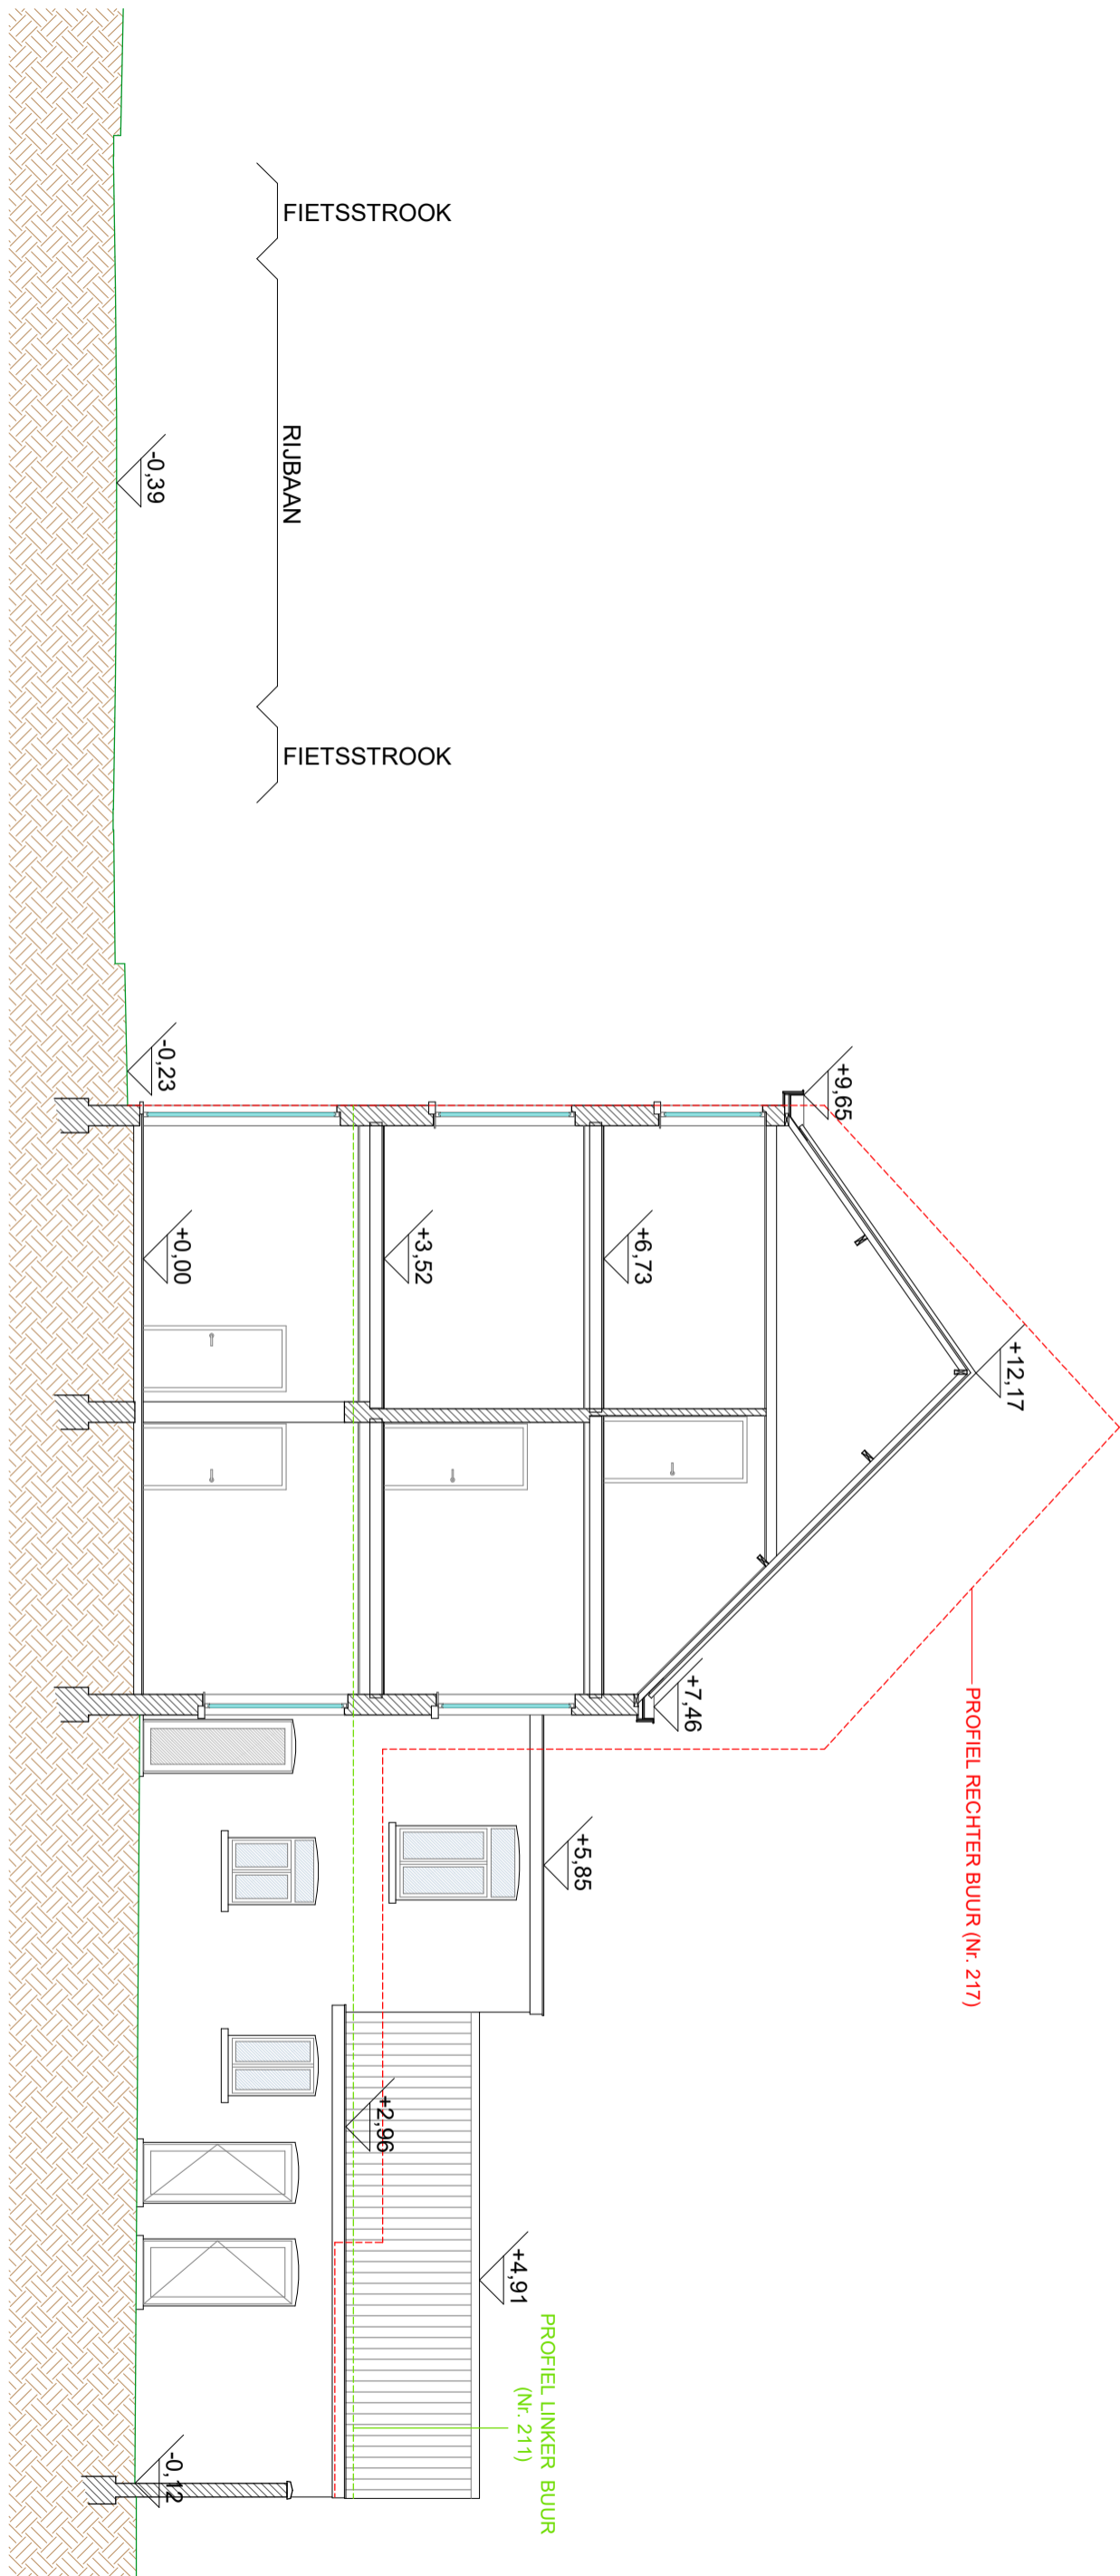 FIETSSTROOK
RIJBAAN
FIETSSTROOK
-0,39
-0,23
+9,65
+12,17
+6,73
+3,52
+0,00
+7,46
+5,85
+2,96
+4,91
-0,12
PROFIEL RECHTER BUUR (Nr. 217)
PROFIEL LINKER BUUR
(Nr. 211)